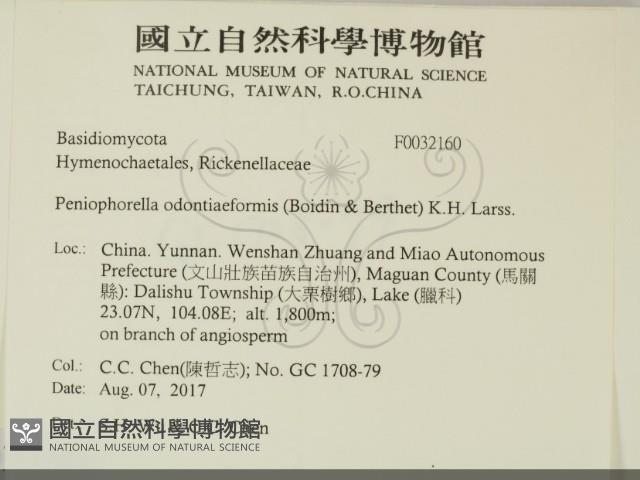 國立自然科學博物館
NATIONAL MUSEUM OF NATURAL SCIENCE
TAICHUNG, TAIWAN, R.O.CHINA
Basidiomycota F0032160
Hymenochaetales, Rickenellaceae
Peniophorella odontiaeformis (Boidin & Berthet) K.H. Larss.
Loc.: China. Yunnan. Wenshan Zhuang and Miao Autonomous
Prefecture (文山壯族苗族自治州), Maguan County (馬關
縣): Dalishu Township (大栗樹鄉), Lake (臘科)
23.07N, 104.08E; alt. 1,800m;
on branch of angiosperm
Col.: C.C. Chen(陳哲志); No. GC 1708-79
Date: Aug. 07, 2017
國立自然科學博物館
NATIONAL MUSEUM OF NATURAL SCIENCE